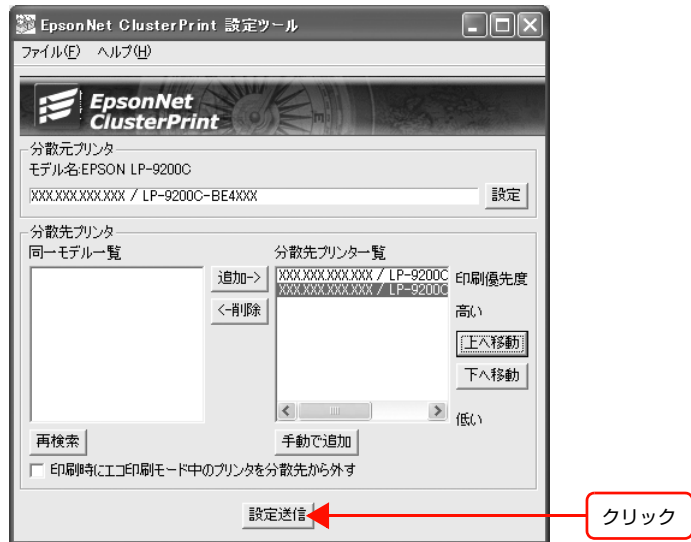 EpsonNet ClusterPrint 設定ツール
ファイル(F) ヘルプ(H)
EpsonNet
ClusterPrint
分散元プリンタ
モデル名:EPSON LP-9200C
XXX.XXX.XXX.XXX / LP-9200C-BE4XXX
設定
分散先プリンタ
同一モデル一覧
分散先プリンタ一覧
追加->
<-削除
XXX.XXX.XXX.XXX / LP-9200C
XXX.XXX.XXX.XXX / LP-9200C
印刷優先度
高い
上へ移動
下へ移動
低い
再検索
手動で追加
印刷時にエコ印刷モード中のプリンタを分散先から外す
設定送信
クリック